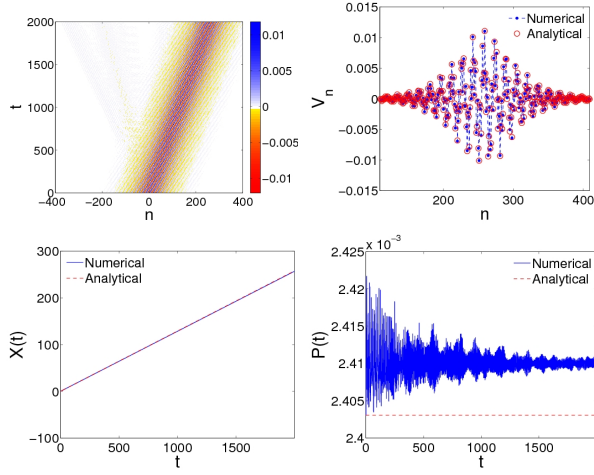 2000
1500
1000
500
0
−400
−200
0
200
400
t
n
0.01
0.005
0
−0.005
−0.01
0.015
0.01
0.005
0
−0.005
−0.01
−0.015
200
300
400
V_n
n
Numerical
Analytical
300
200
100
0
−100
0
500
1000
1500
X(t)
t
Numerical
Analytical
x 10⁻³
2.425
2.42
2.415
2.41
2.405
2.4
0
500
1000
1500
P(t)
t
Numerical
Analytical